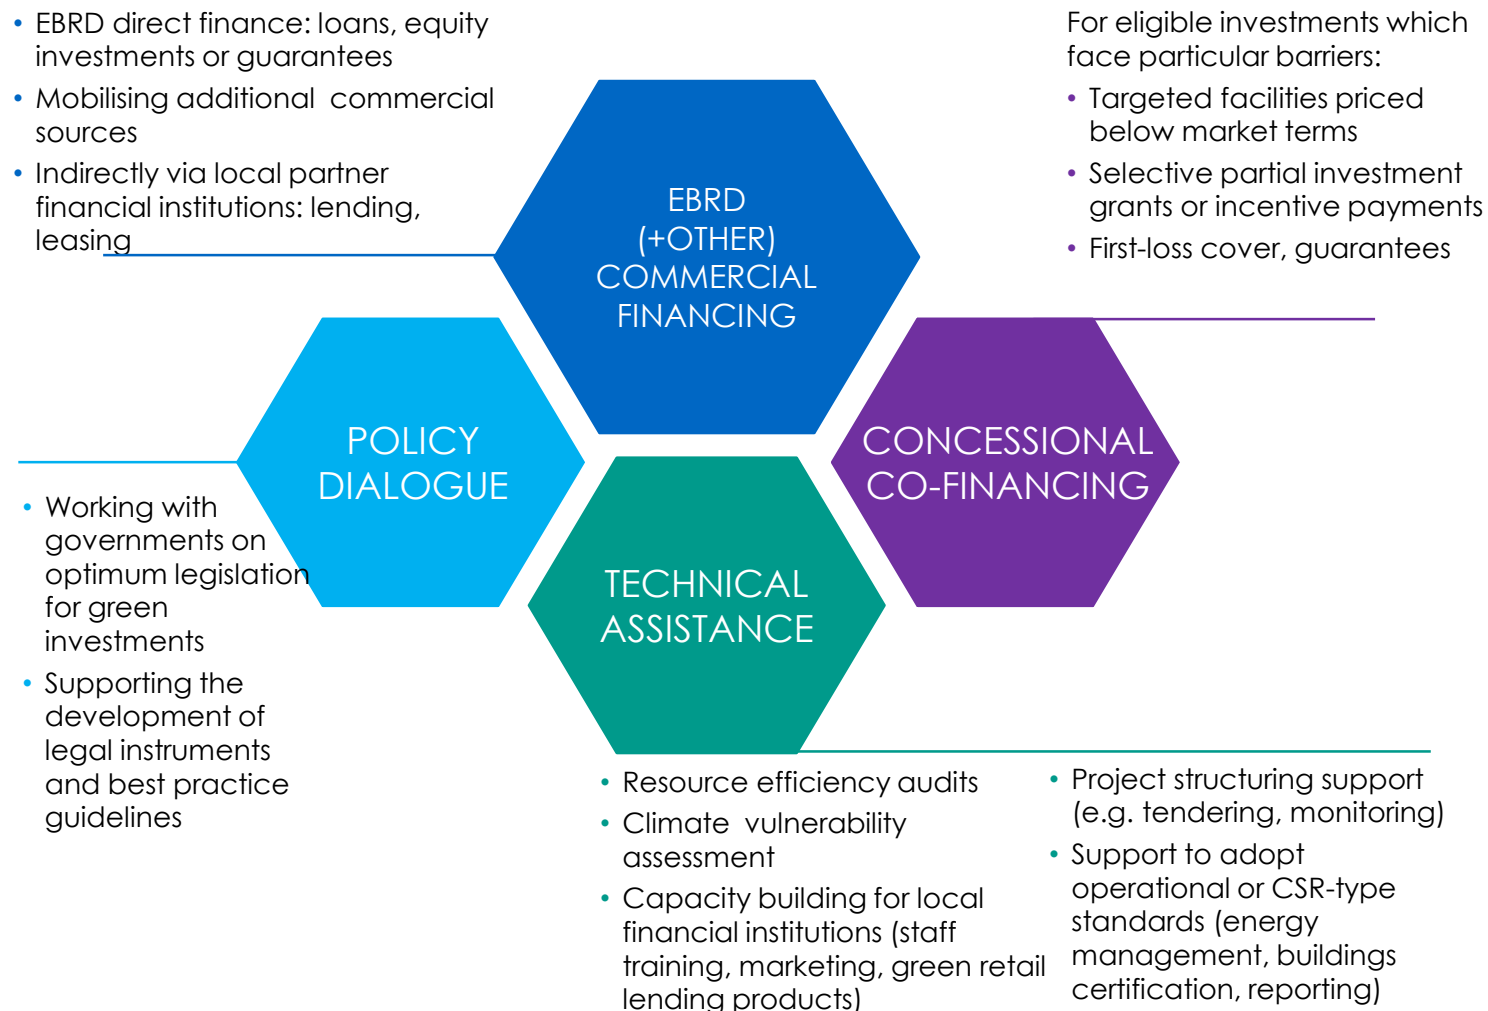 • EBRD direct finance: loans, equity
investments or guarantees
• Mobilising additional commercial
sources
• Indirectly via local partner
financial institutions: lending,
leasing
For eligible investments which
face particular barriers:
• Targeted facilities priced
below market terms
• Selective partial investment
grants or incentive payments
• First-loss cover, guarantees
EBRD
(+OTHER)
COMMERCIAL
FINANCING
POLICY
DIALOGUE
CONCESSIONAL
CO-FINANCING
TECHNICAL
ASSISTANCE
• Working with
governments on
optimum legislation
for green
investments
• Supporting the
development of
legal instruments
and best practice
guidelines
• Resource efficiency audits
• Climate vulnerability
assessment
• Capacity building for local
financial institutions (staff
training, marketing, green retail
lending products)
• Project structuring support
(e.g. tendering, monitoring)
• Support to adopt
operational or CSR-type
standards (energy
management, buildings
certification, reporting)